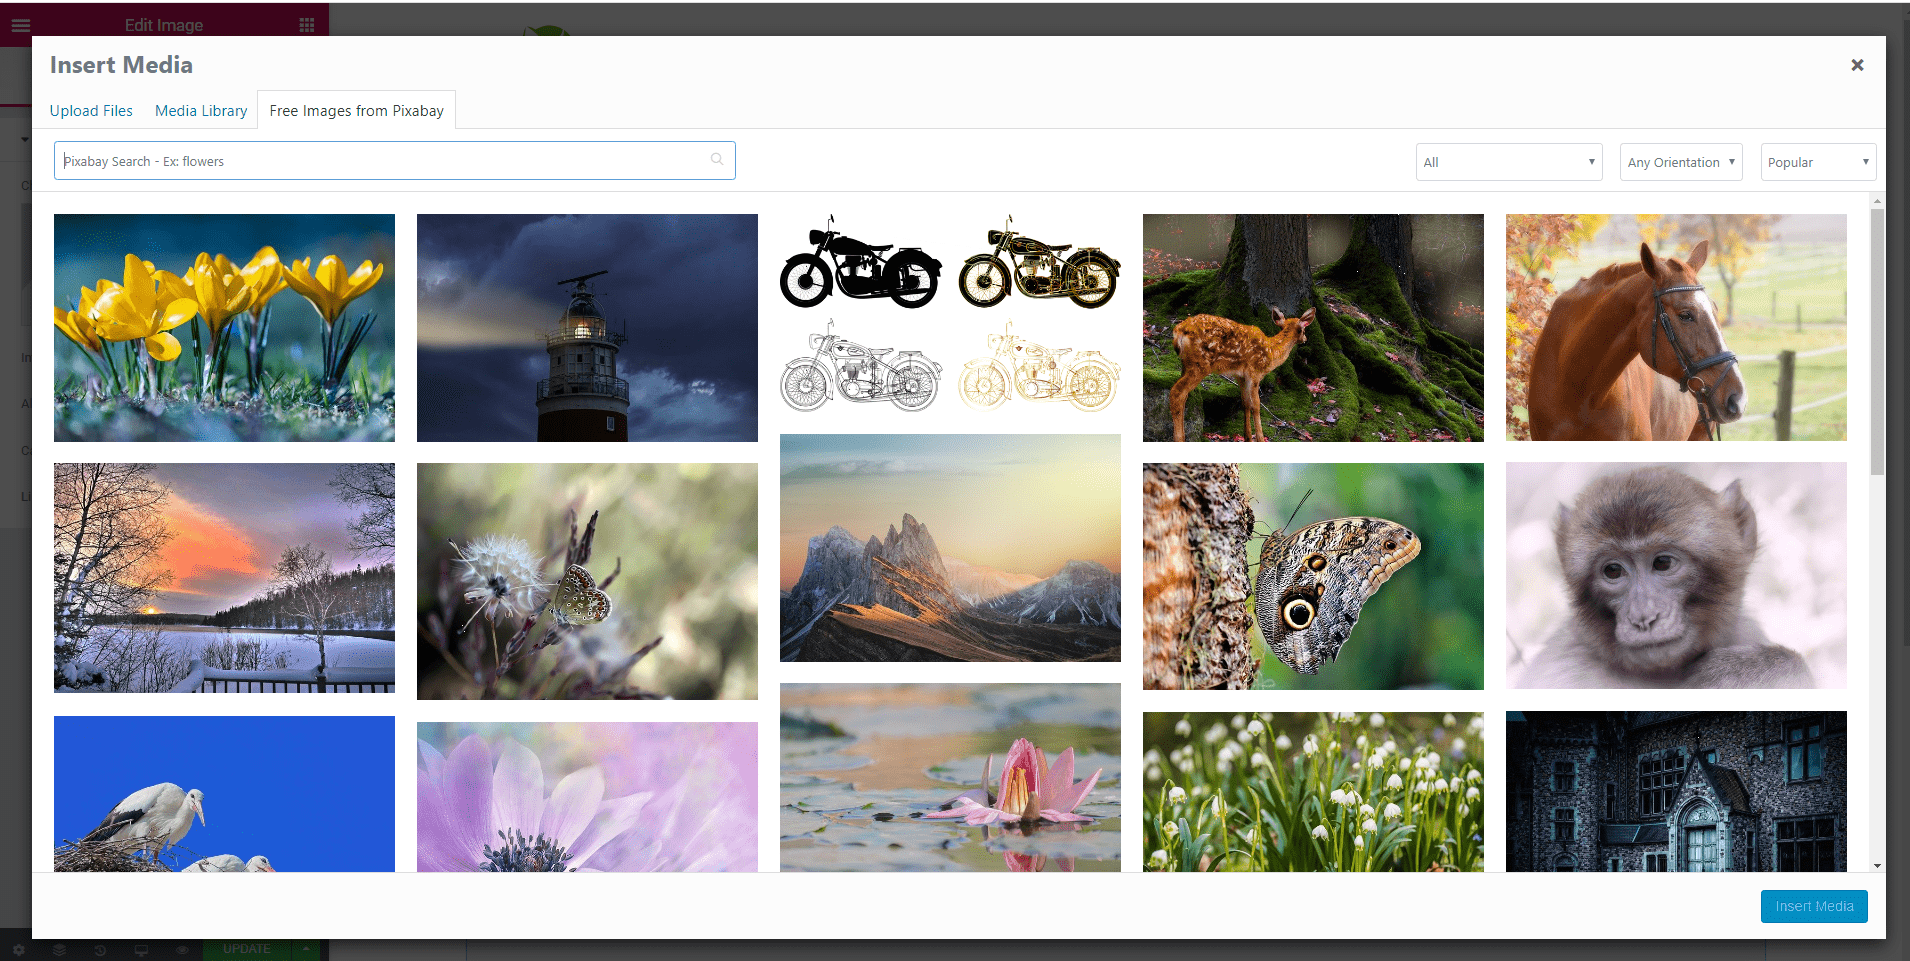 Edit Image
Insert Media
Upload Files
Media Library
Free Images from Pixabay
Pixabay Search - Ex: flowers
All
Any Orientation
Popular
Insert Media
UPDATE